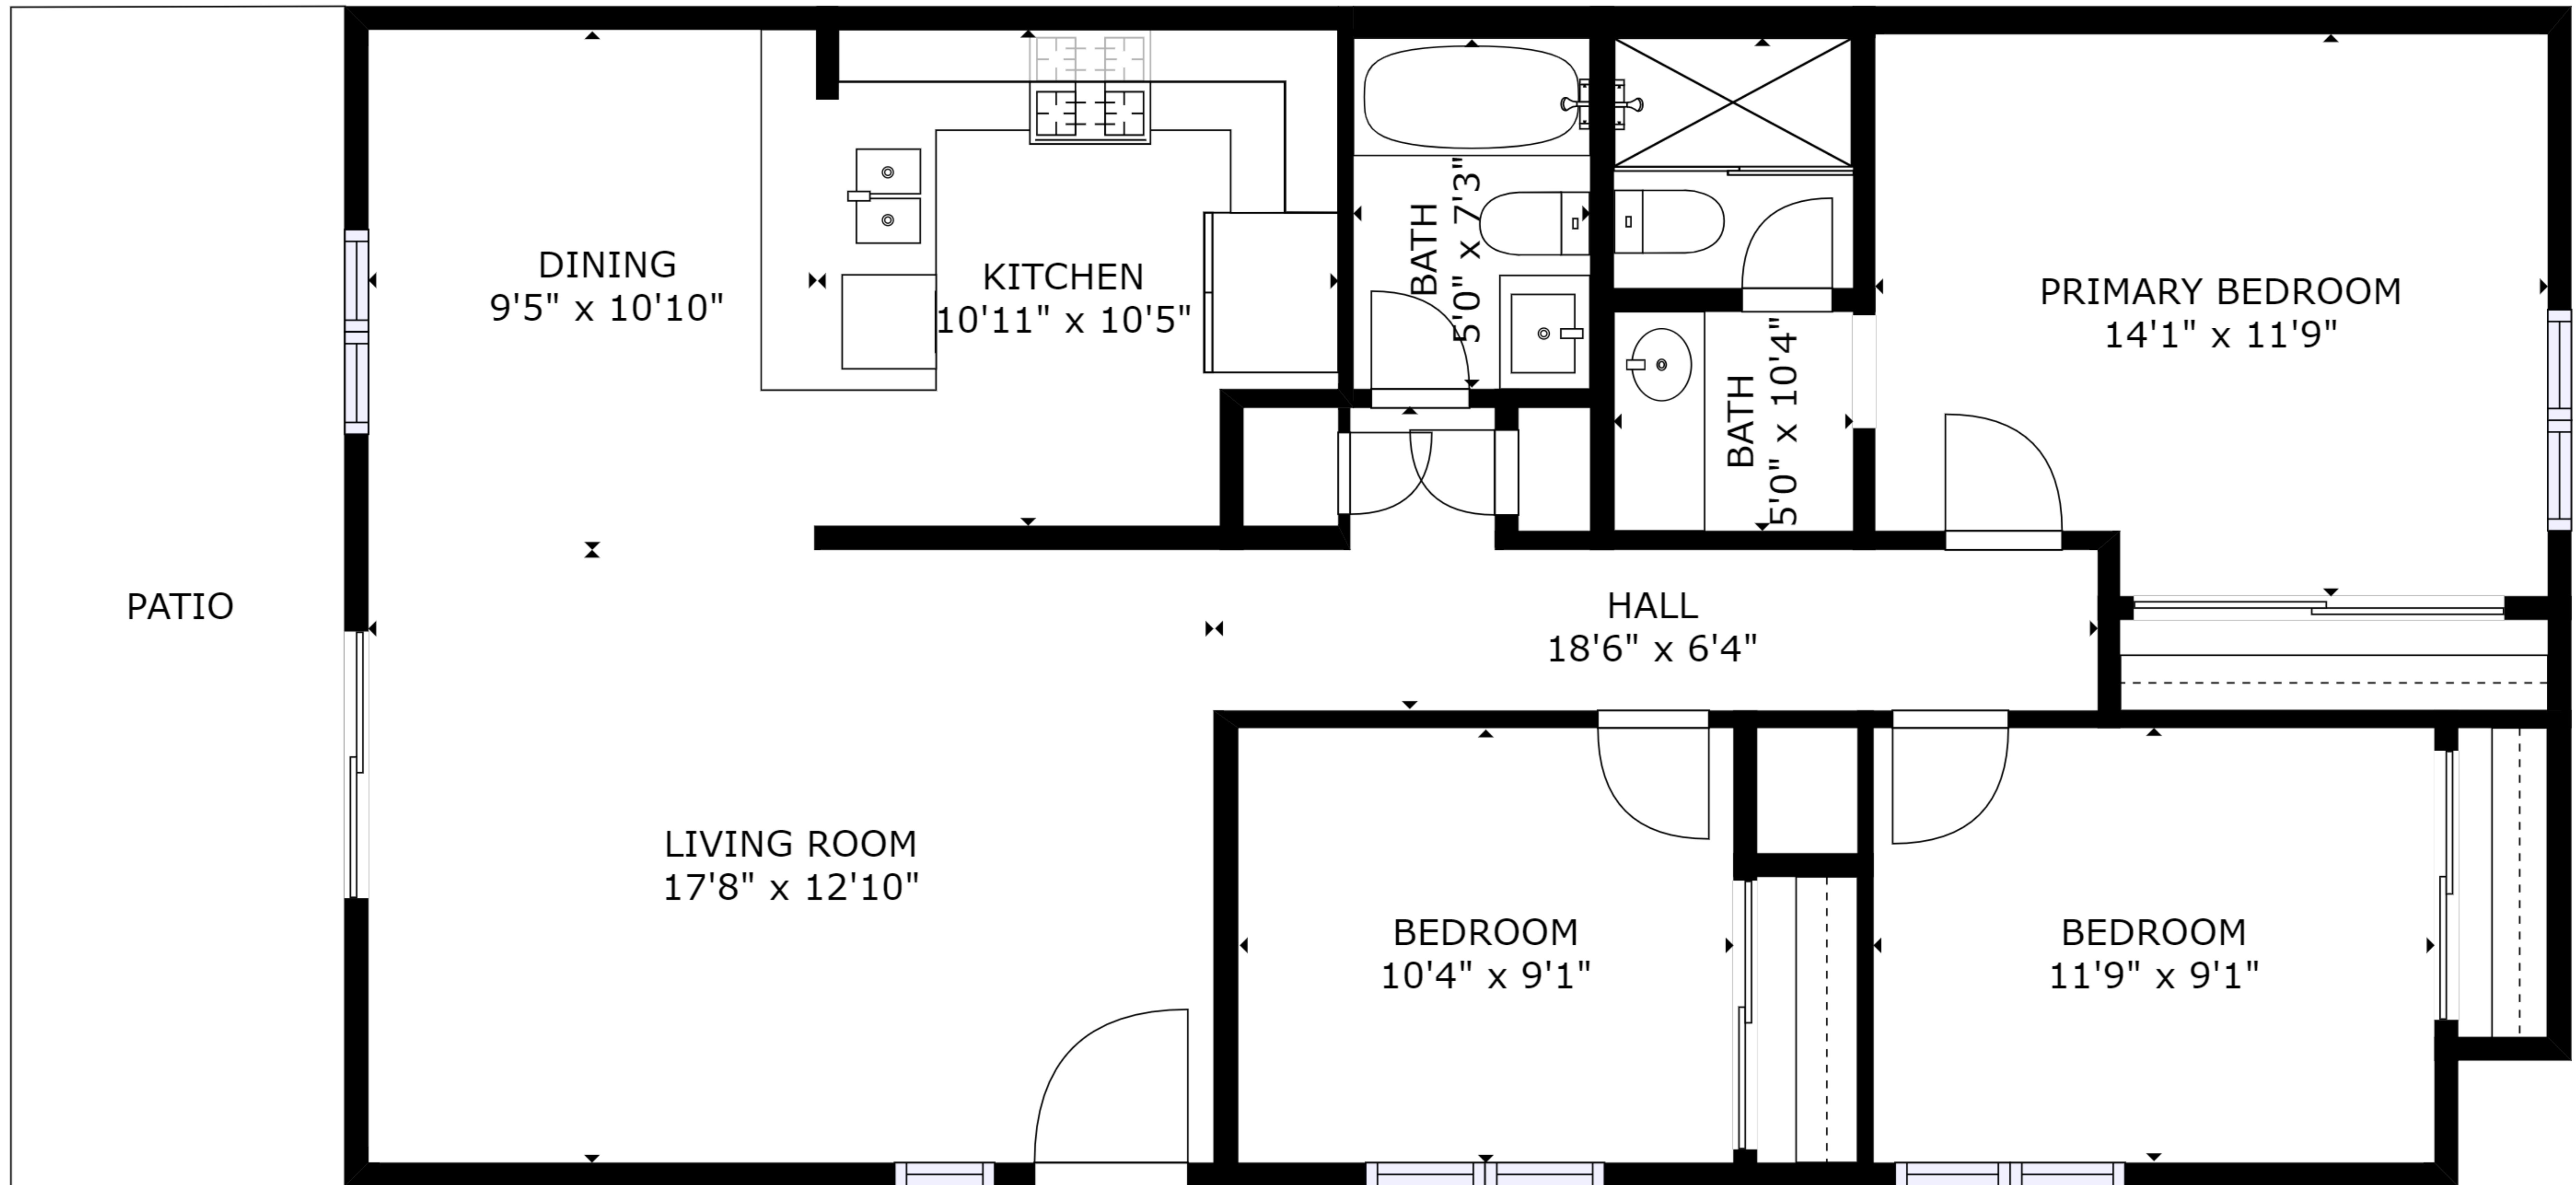 DINING
9'5" x 10'10"
KITCHEN
10'11" x 10'5"
BATH
5'0" x 7'3"
BATH
5'0" x 10'4"
PRIMARY BEDROOM
14'1" x 11'9"
PATIO
HALL
18'6" x 6'4"
LIVING ROOM
17'8" x 12'10"
BEDROOM
10'4" x 9'1"
BEDROOM
11'9" x 9'1"